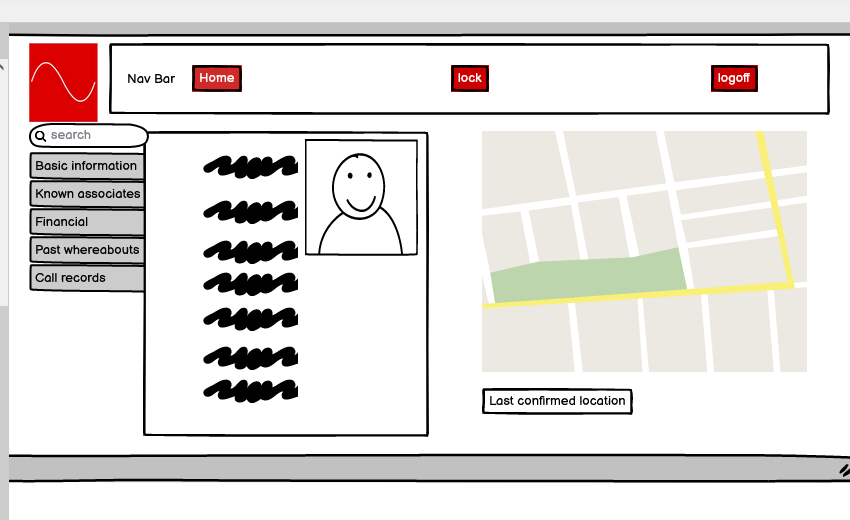 Nav Bar
Home
lock
logoff
search
Basic information
Known associates
Financial
Past whereabouts
Call records
Last confirmed location